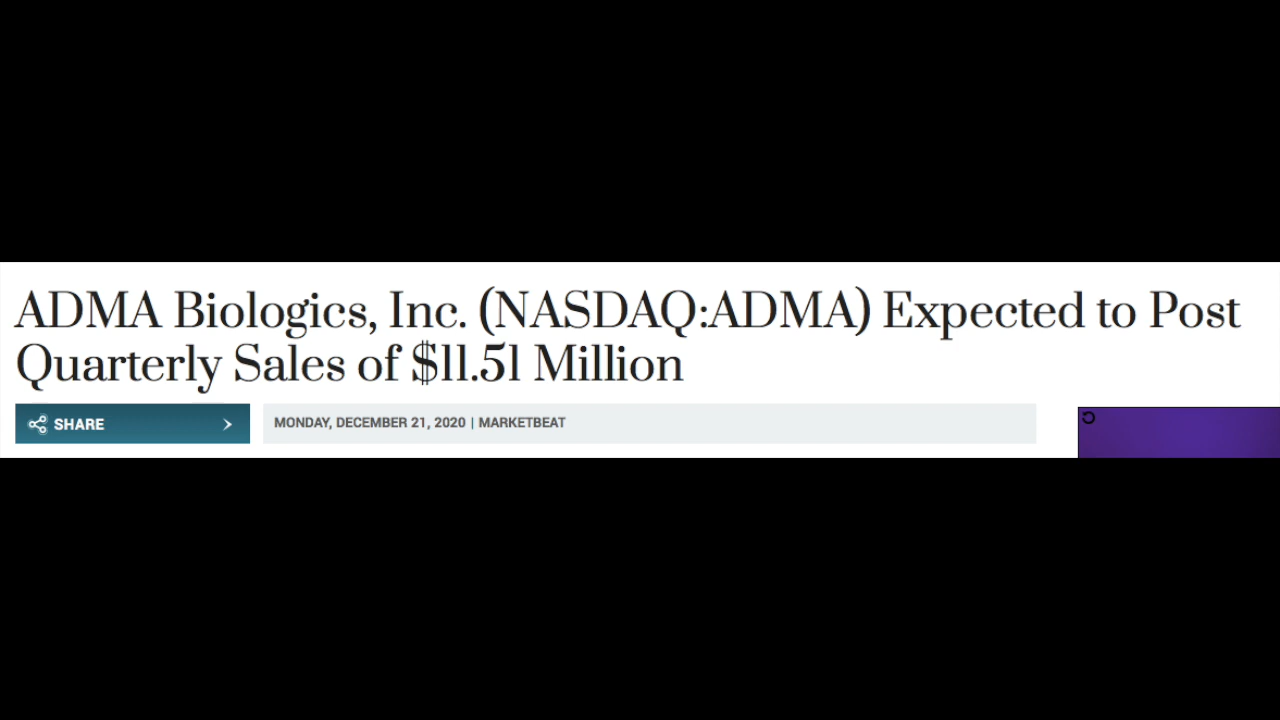 ADMA Biologics, Inc. (NASDAQ:ADMA) Expected to Post
Quarterly Sales of $11.51 Million
SHARE
MONDAY, DECEMBER 21, 2020 | MARKETBEAT